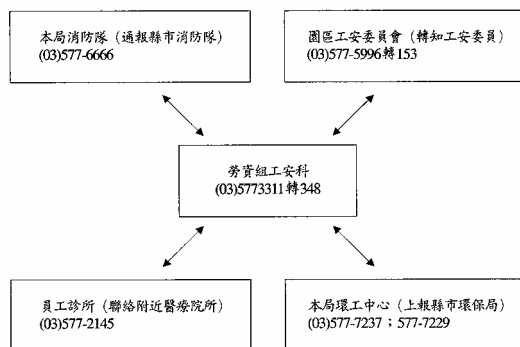 本局消防隊（通報縣市消防隊）
(03)577-6666
園區工安委員會（轉知工安委員）
(03)577-5996轉153
勞資組工安科
(03)5773311轉348
員工診所（聯絡附近醫療院所）
(03)577-2145
本局環工中心（上報縣市環保局）
(03)577-7237；577-7229